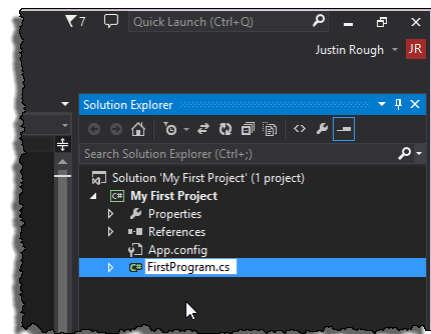 7 Quick Launch (Ctrl+Q)
Justin Rough JR
Solution Explorer
Search Solution Explorer (Ctrl+;)
Solution 'My First Project' (1 project)
C# My First Project
Properties
References
App.config
C# FirstProgram.cs